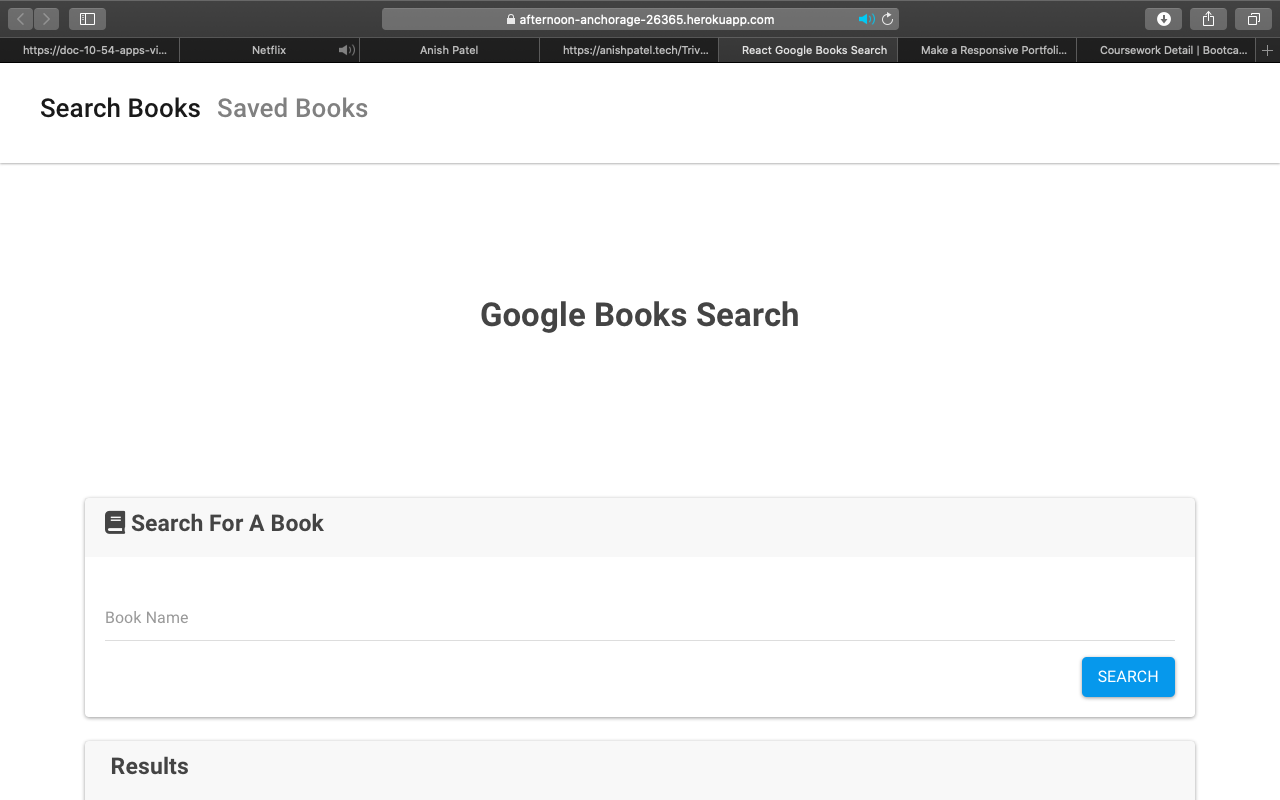 afternoon-anchorage-26365.herokuapp.com
https://doc-10-54-apps-vi...
Netflix
Anish Patel
https://anishpatel.tech/Triv...
React Google Books Search
Make a Responsive Portfoli...
Coursework Detail | Bootca...
Search Books
Saved Books
Google Books Search
Search For A Book
Book Name
SEARCH
Results